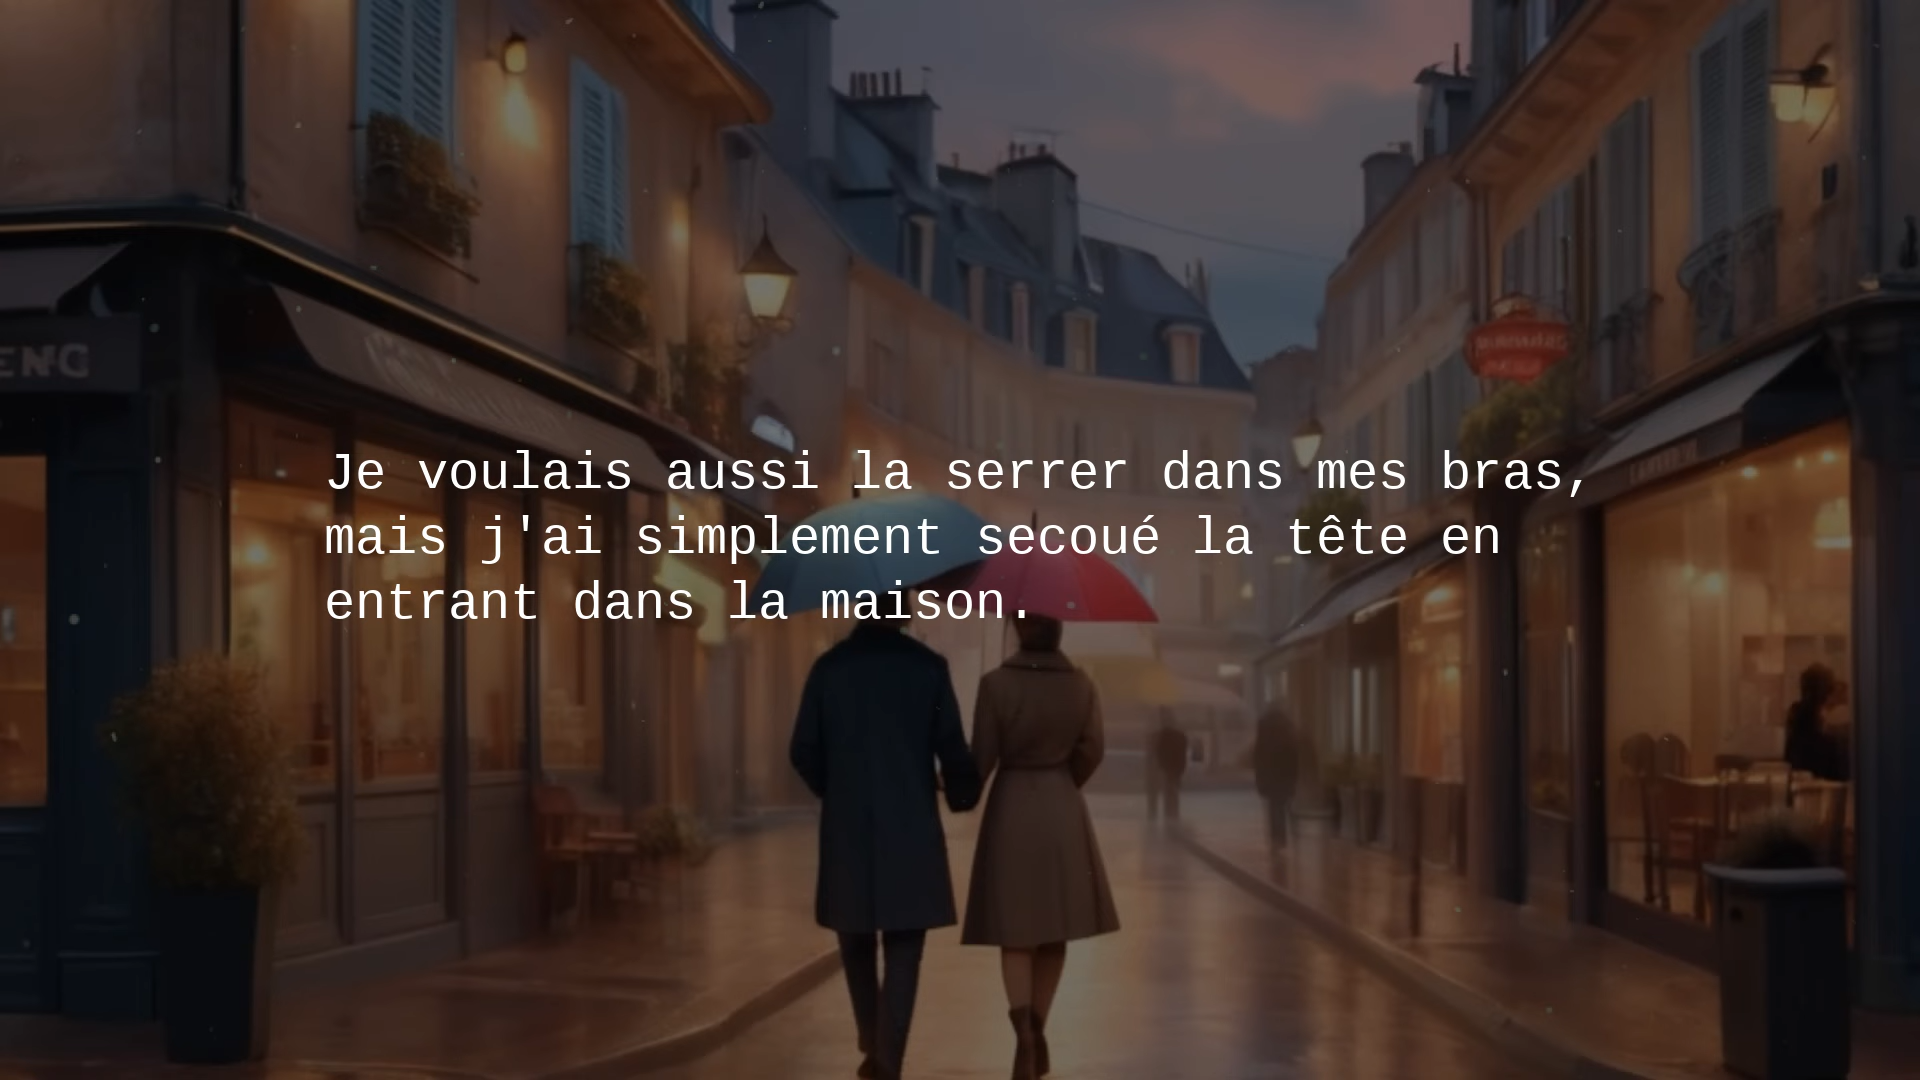 ENG
Je voulais aussi la serrer dans mes bras,
mais j'ai simplement secoué la tête en
entrant dans la maison.